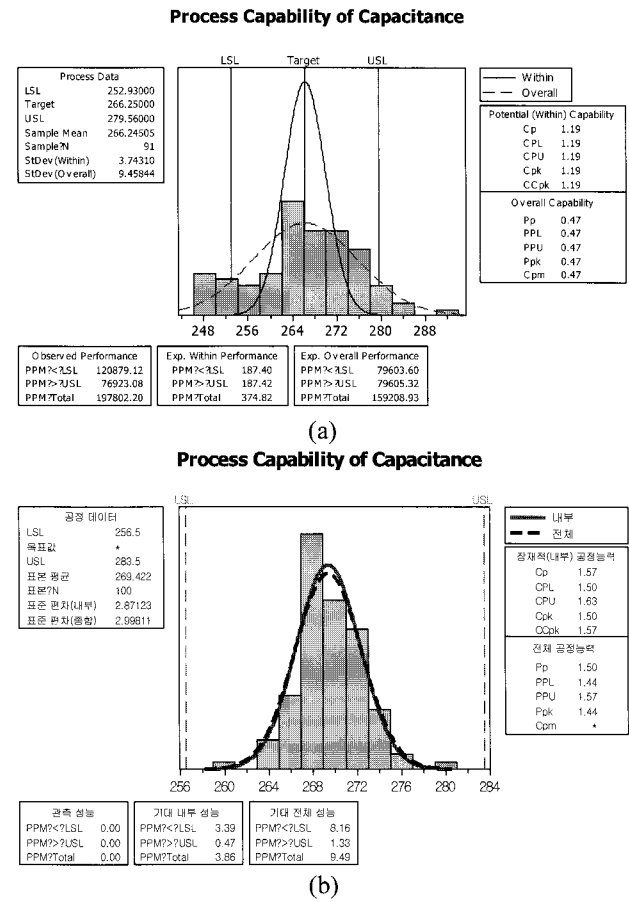 (a)
Process Capability of Capacitance
LSL Target USL
Process Data
LSL 252.93000
Target 266.25000
USL 279.56000
Sample Mean 266.24505
Sample?N 91
StDev(Within) 3.74310
StDev(Overall) 9.45844
Within
Overall
Potential (Within) Capability
Cp 1.19
CPL 1.19
CPU 1.19
Cpk 1.19
CCpk 1.19
Overall Capability
Pp 0.47
PPL 0.47
PPU 0.47
Ppk 0.47
Cpm 0.47
248 256 264 272 280 288
Observed Performance
PPM?<?LSL 120879.12
PPM?>?USL 76923.08
PPM?Total 197802.20
Exp. Within Performance
PPM?<?LSL 187.40
PPM?>?USL 187.42
PPM?Total 374.82
Exp. Overall Performance
PPM?<?LSL 79603.60
PPM?>?USL 79605.32
PPM?Total 159208.93
(a)
Process Capability of Capacitance
LSL USL
공정 데이터
LSL 256.5
목표값 *
USL 283.5
표본 평균 269.422
표본?N 100
표준 편차(내부) 2.87123
표준 편차(종합) 2.99811
내부
전체
잠재적(내부) 공정능력
Cp 1.57
CPL 1.50
CPU 1.63
Cpk 1.50
CCpk 1.57
전체 공정능력
Pp 1.50
PPL 1.44
PPU 1.57
Ppk 1.44
Cpm *
256 260 264 268 272 276 280 284
관측 성능
PPM?<?LSL 0.00
PPM?>?USL 0.00
PPM?Total 0.00
기대 내부 성능
PPM?<?LSL 3.39
PPM?>?USL 0.47
PPM?Total 3.86
기대 전체 성능
PPM?<?LSL 8.16
PPM?>?USL 1.33
PPM?Total 9.49
(b)